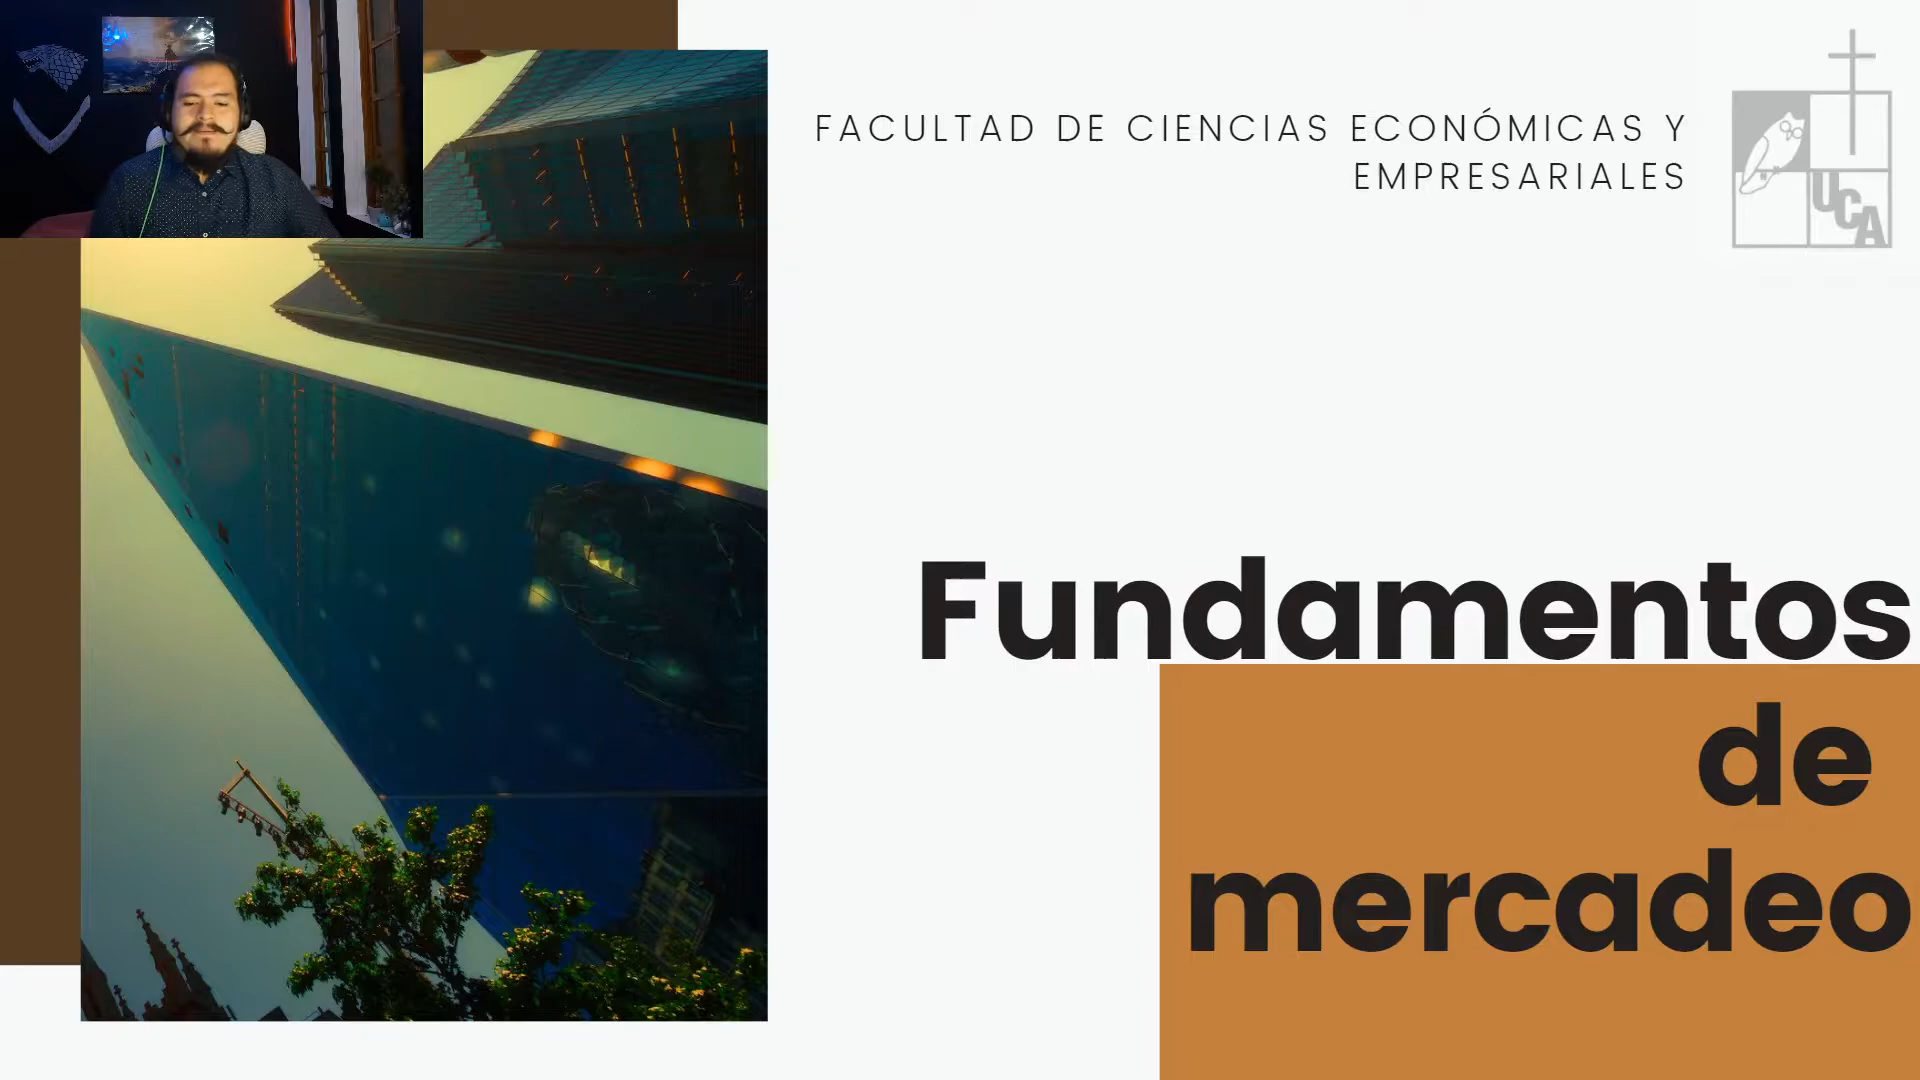 FACULTAD DE CIENCIAS ECONÓMICAS Y
EMPRESARIALES
UCA
Fundamentos
de
mercadeo